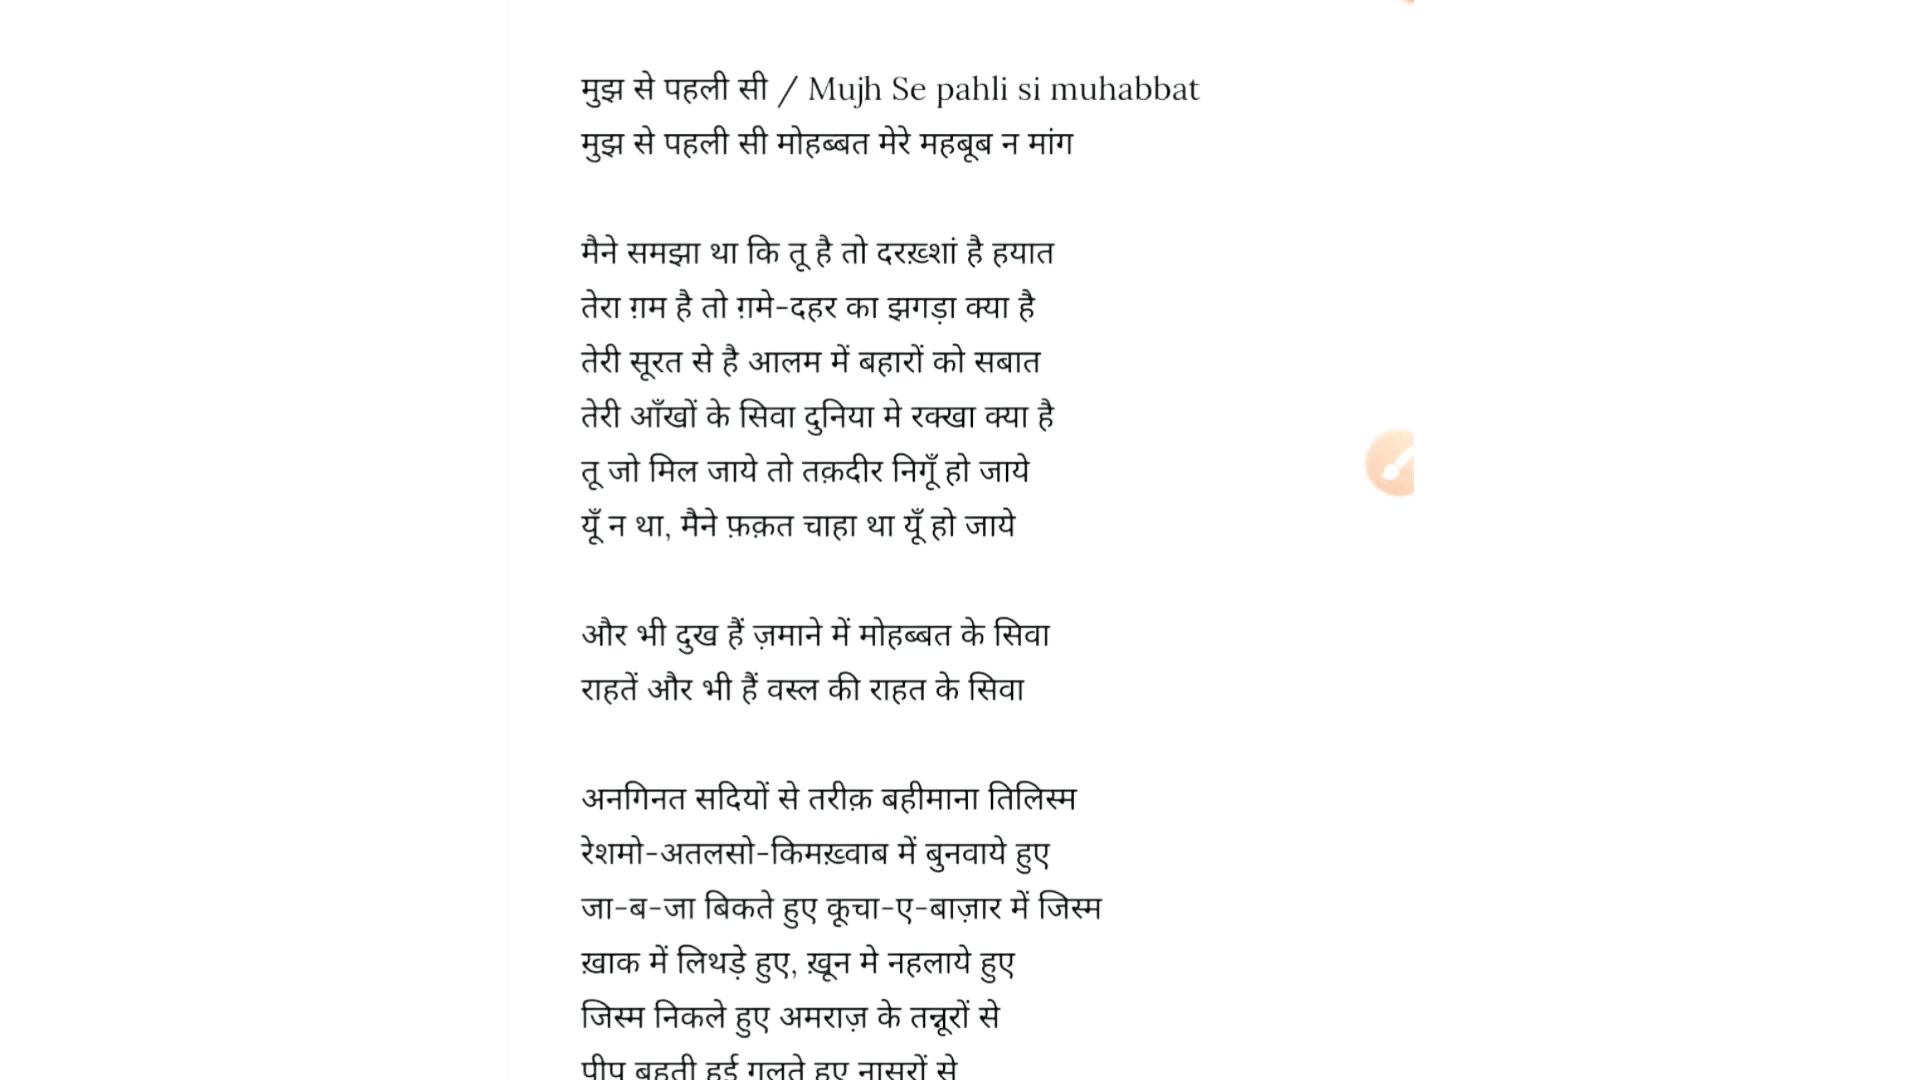 मुझ से पहली सी / Mujh Se pahli si muhabbat
मुझ से पहली सी मोहब्बत मेरे महबूब न मांग
मैने समझा था कि तू है तो दरख़्शां है हयात
तेरा ग़म है तो ग़मे-दहर का झगड़ा क्या है
तेरी सूरत से है आलम में बहारों को सबात
तेरी आँखों के सिवा दुनिया मे रक्खा क्या है
तू जो मिल जाये तो तक़दीर निगूँ हो जाये
यूँ न था, मैने फ़क़त चाहा था यूँ हो जाये
और भी दुख हैं ज़माने में मोहब्बत के सिवा
राहतें और भी हैं वस्ल की राहत के सिवा
अनगिनत सदियों से तरीक़ बहीमाना तिलिस्म
रेशमो-अतलसो-किमख़्वाब में बुनवाये हुए
जा-ब-जा बिकते हुए कूचा-ए-बाज़ार में जिस्म
ख़ाक में लिथड़े हुए, ख़ून मे नहलाये हुए
जिस्म निकले हुए अमराज़ के तन्नूरों से
पीप बहती हुई गलते हुए नासूरों से